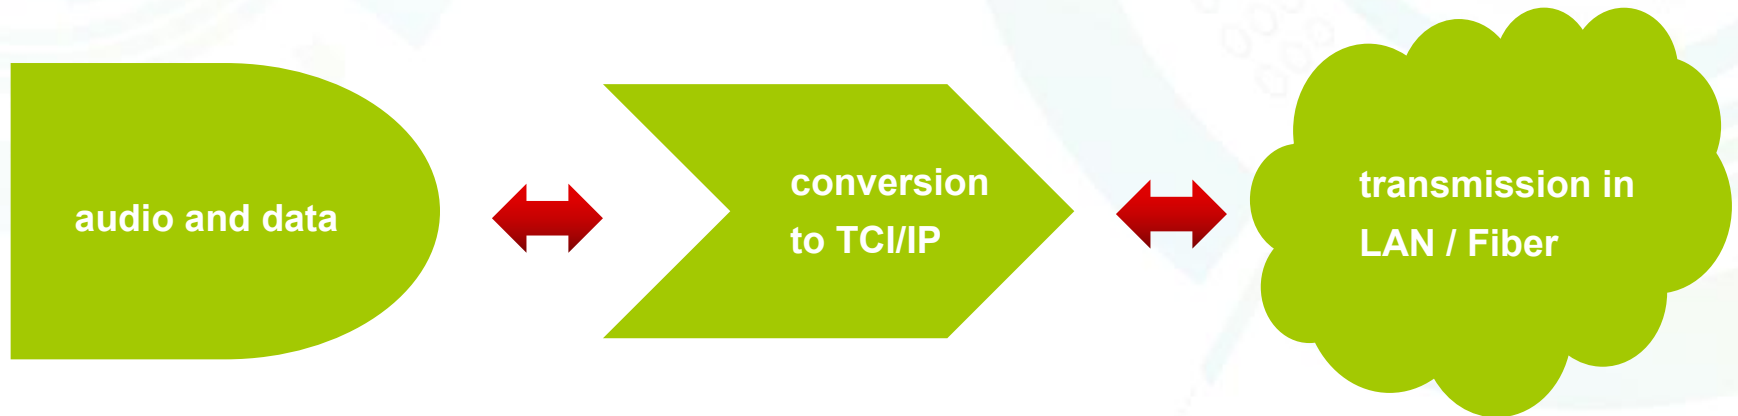 audio and data
conversion
to TCI/IP
transmission in
LAN / Fiber